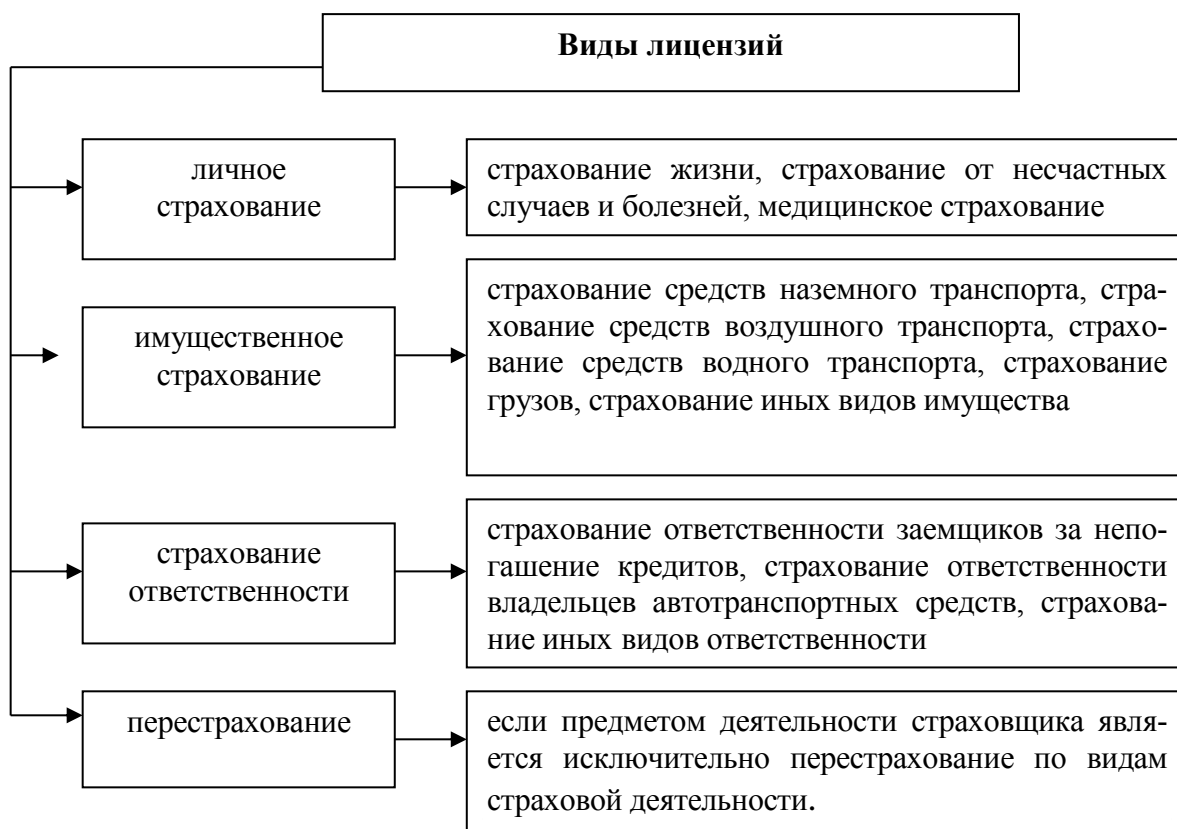 Виды лицензий
личное
страхование
страхование жизни, страхование от несчастных
случаев и болезней, медицинское страхование
имущественное
страхование
страхование средств наземного транспорта, стра-
хование средств воздушного транспорта, страхо-
вание средств водного транспорта, страхование
грузов, страхование иных видов имущества
страхование
ответственности
страхование ответственности заемщиков за непо-
гашение кредитов, страхование ответственности
владельцев автотранспортных средств, страхова-
ние иных видов ответственности
перестрахование
если предметом деятельности страховщика явля-
ется исключительно перестрахование по видам
страховой деятельности.